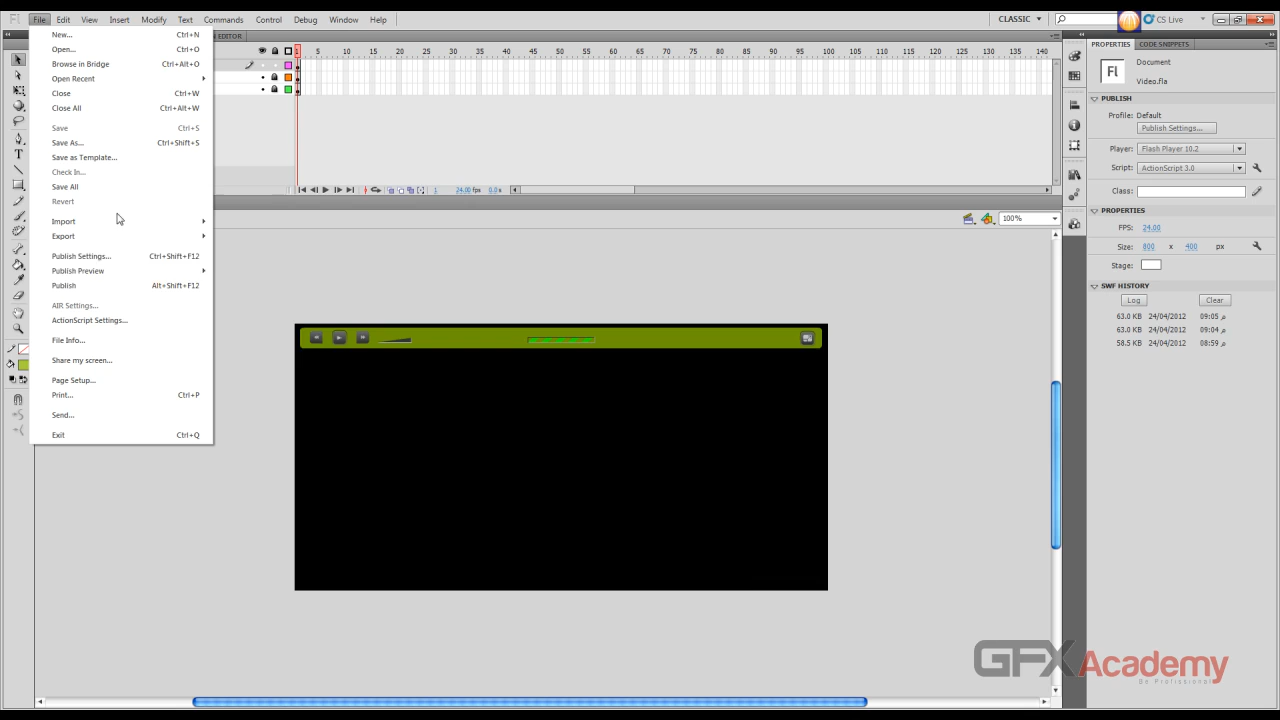 Fl File Edit View Insert Modify Text Commands Control Debug Window Help CLASSIC CS Live
EDITOR
1 5 10 15 20 25 30 35 40 45 50 55 60 65 70 75 80 85 90 95 100 105 110 115 120 125 130 135 140
New... Ctrl+N
Open... Ctrl+O
Browse in Bridge Ctrl+Alt+O
Open Recent
Close Ctrl+W
Close All Ctrl+Alt+W
Save Ctrl+S
Save As... Ctrl+Shift+S
Save as Template...
Check In...
Save All
Revert
Import
Export
Publish Settings... Ctrl+Shift+F12
Publish Preview
Publish Alt+Shift+F12
AIR Settings...
ActionScript Settings...
File Info...
Share my screen...
Page Setup...
Print... Ctrl+P
Send...
Exit Ctrl+Q
1 24.00 fps 0.0s
100%
PROPERTIES CODE SNIPPETS
Fl
Document
Video.fla
PUBLISH
Profile: Default
Publish Settings...
Player: Flash Player 10.2
Script: ActionScript 3.0
Class:
PROPERTIES
FPS: 24.00
Size: 800 x 400 px
Stage:
SWF HISTORY
Log Clear
63.0 KB 24/04/2012 09:05 م
63.0 KB 24/04/2012 09:04 م
58.5 KB 24/04/2012 08:59 م
GFX Academy
Be Professional